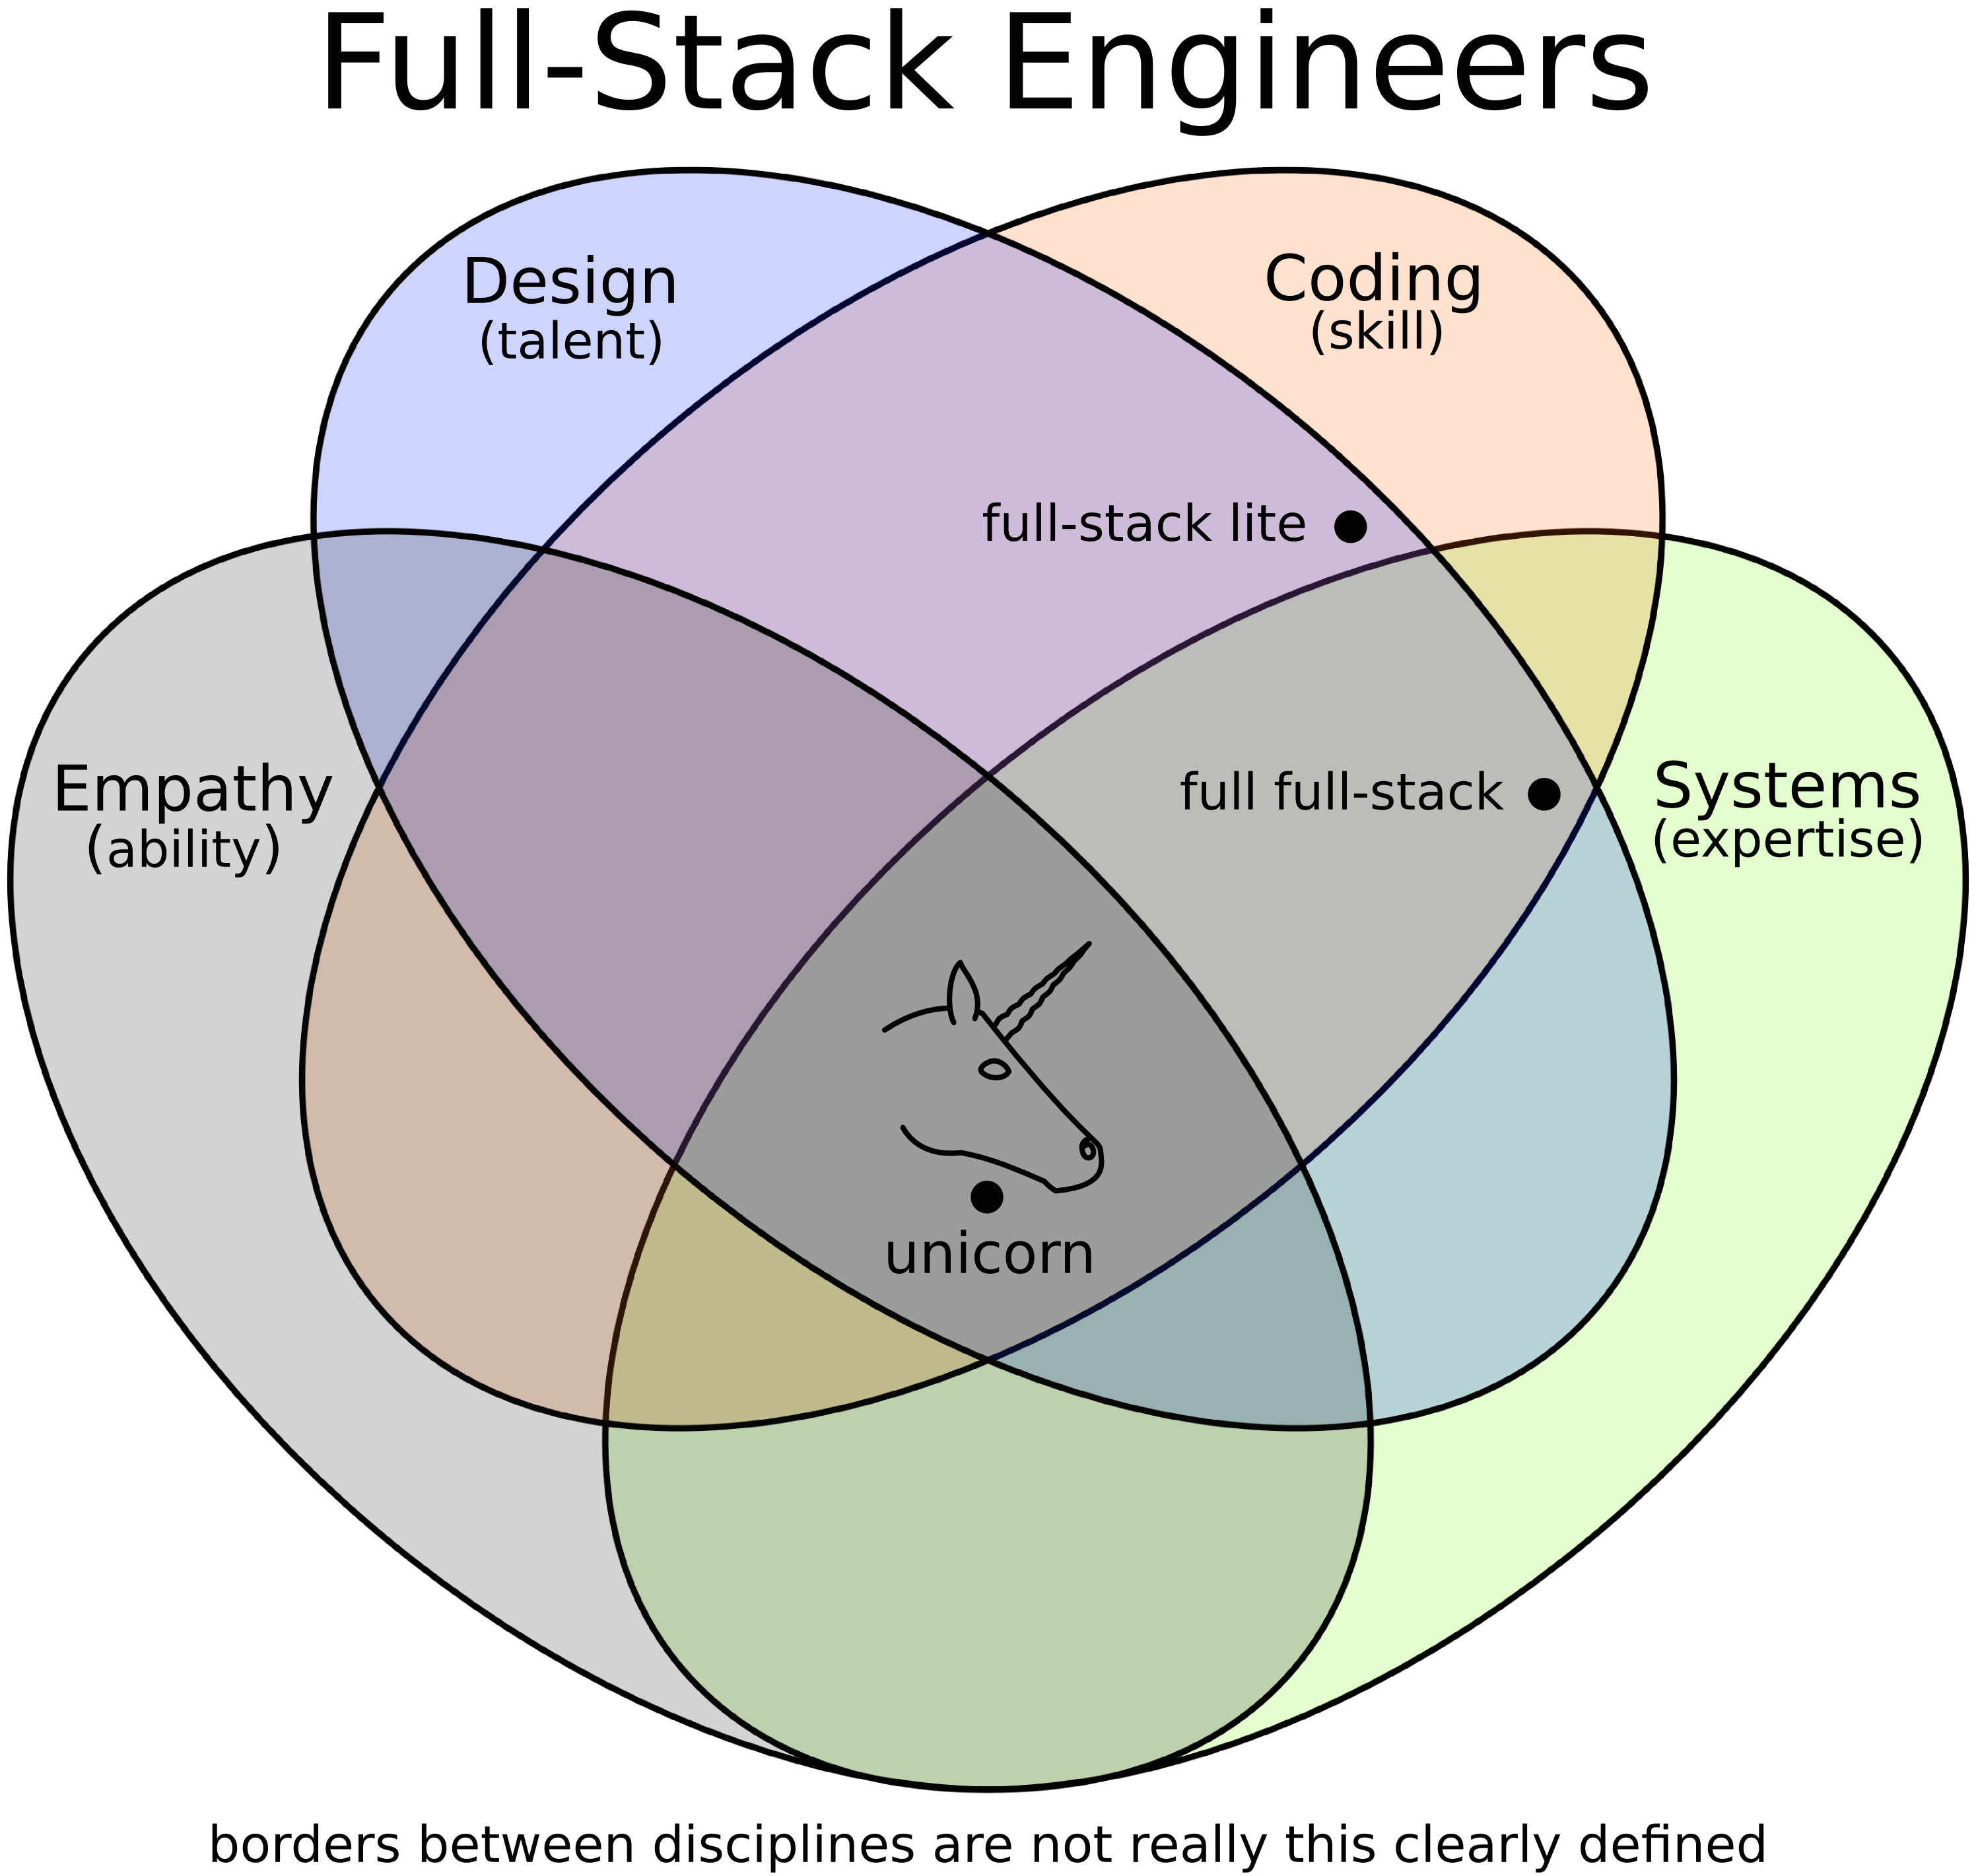 Full-Stack Engineers
Design
(talent)
Coding
(skill)
full-stack lite
Empathy
(ability)
full full-stack
Systems
(expertise)
unicorn
borders between disciplines are not really this clearly defined